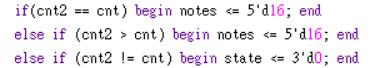 if(cnt2 == cnt) begin notes <= 5'd16; end
else if (cnt2 > cnt) begin notes <= 5'd16; end
else if (cnt2 != cnt) begin state <= 3'd0; end